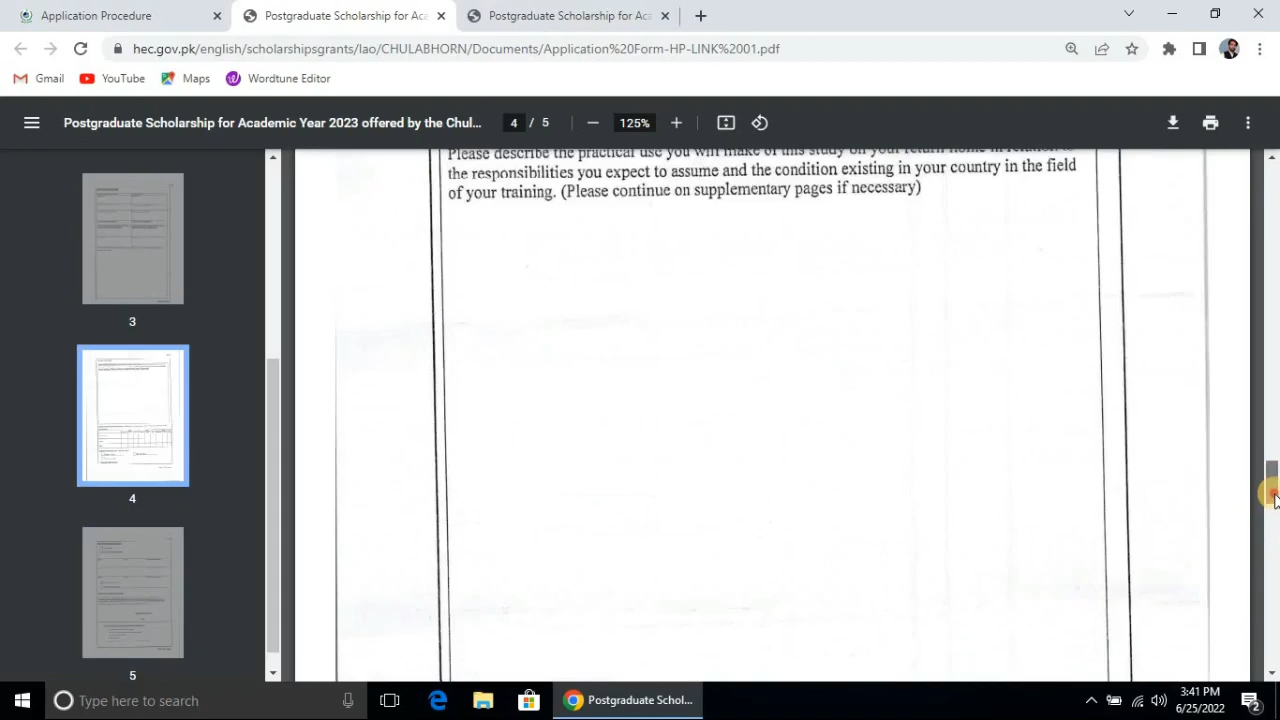 Application Procedure
Postgraduate Scholarship for Aca
Postgraduate Scholarship for Aca
hec.gov.pk/english/scholarshipsgrants/lao/CHULABHORN/Documents/Application%20Form-HP-LINK%2001.pdf
Gmail
YouTube
Maps
Wordtune Editor
Postgraduate Scholarship for Academic Year 2023 offered by the Chul...
4 / 5
125%
Please describe the practical use you will make of this study on your return home in relation to
the responsibilities you expect to assume and the condition existing in your country in the field
of your training. (Please continue on supplementary pages if necessary)
3
4
5
Type here to search
Postgraduate Schol...
3:41 PM
6/25/2022
2